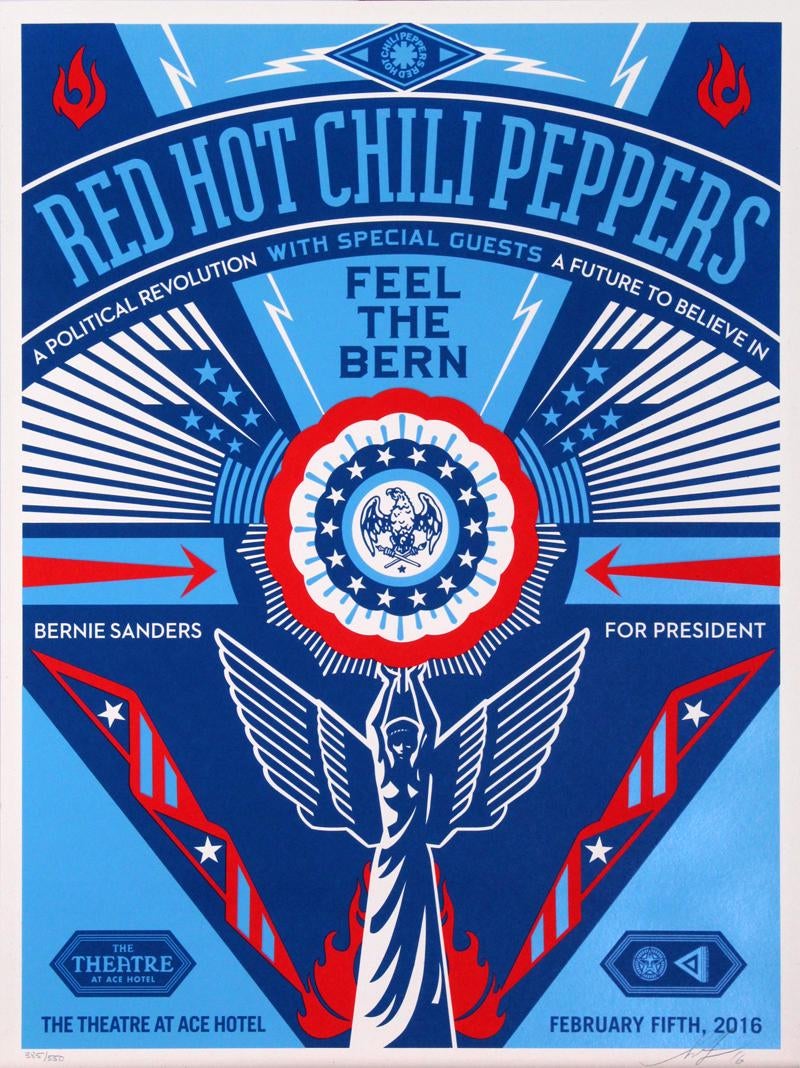 RED HOT CHILI PEPPERS
RED HOT CHILI PEPPERS
WITH SPECIAL GUESTS
A POLITICAL REVOLUTION
A FUTURE TO BELIEVE IN
FEEL
THE
BERN
BERNIE SANDERS
FOR PRESIDENT
THE
THEATRE
AT ACE HOTEL
THE THEATRE AT ACE HOTEL
FEBRUARY FIFTH, 2016
385/550
16